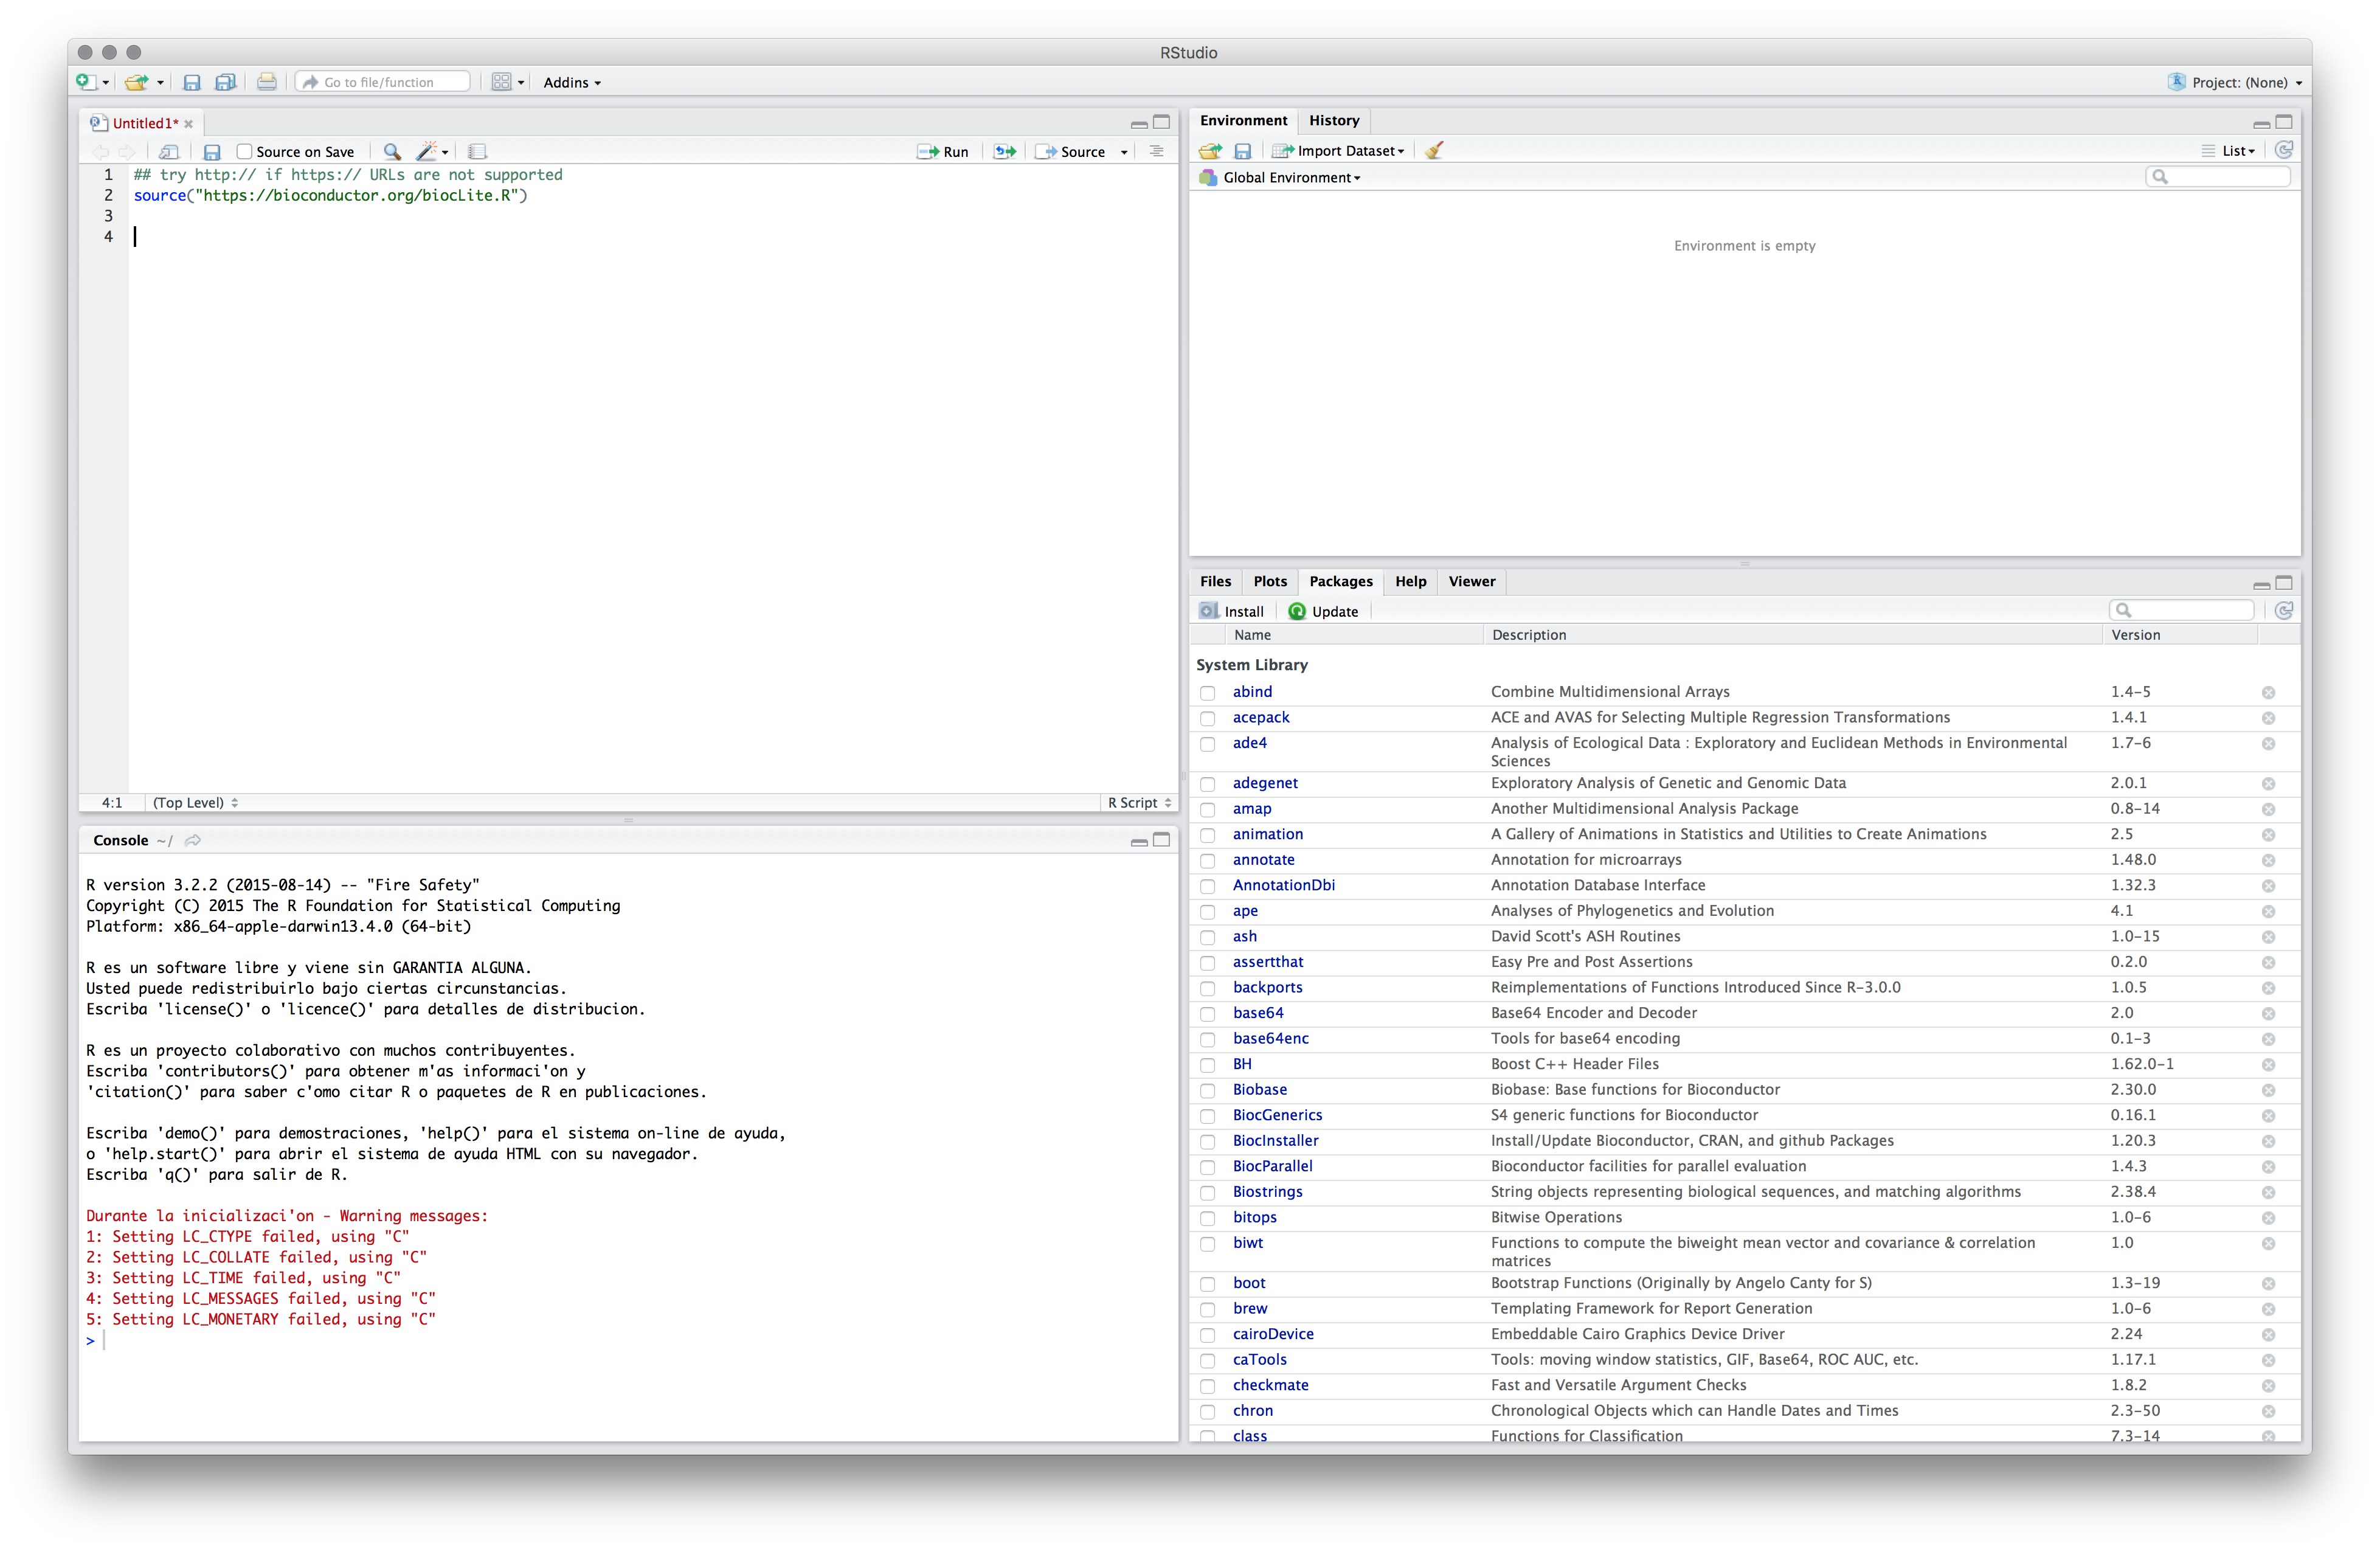 RStudio
Go to file/function
Addins
Project: (None)
Untitled1*
Source on Save
Run
Source
1 ## try http:// if https:// URLs are not supported
2 source("https://bioconductor.org/biocLite.R")
3
4
4:1 (Top Level) R Script
Console ~/
R version 3.2.2 (2015-08-14) -- "Fire Safety"
Copyright (C) 2015 The R Foundation for Statistical Computing
Platform: x86_64-apple-darwin13.4.0 (64-bit)
R es un software libre y viene sin GARANTIA ALGUNA.
Usted puede redistribuirlo bajo ciertas circunstancias.
Escriba 'license()' o 'licence()' para detalles de distribucion.
R es un proyecto colaborativo con muchos contribuyentes.
Escriba 'contributors()' para obtener m'as informaci'on y
'citation()' para saber c'omo citar R o paquetes de R en publicaciones.
Escriba 'demo()' para demostraciones, 'help()' para el sistema on-line de ayuda,
o 'help.start()' para abrir el sistema de ayuda HTML con su navegador.
Escriba 'q()' para salir de R.
Durante la inicializaci'on - Warning messages:
1: Setting LC_CTYPE failed, using "C"
2: Setting LC_COLLATE failed, using "C"
3: Setting LC_TIME failed, using "C"
4: Setting LC_MESSAGES failed, using "C"
5: Setting LC_MONETARY failed, using "C"
>
Environment History
Import Dataset List
Global Environment
Environment is empty
Files Plots Packages Help Viewer
Install Update
Name Description Version
System Library
abind Combine Multidimensional Arrays 1.4-5
acepack ACE and AVAS for Selecting Multiple Regression Transformations 1.4.1
ade4 Analysis of Ecological Data : Exploratory and Euclidean Methods in Environmental 1.7-6
Sciences
adegenet Exploratory Analysis of Genetic and Genomic Data 2.0.1
amap Another Multidimensional Analysis Package 0.8-14
animation A Gallery of Animations in Statistics and Utilities to Create Animations 2.5
annotate Annotation for microarrays 1.48.0
AnnotationDbi Annotation Database Interface 1.32.3
ape Analyses of Phylogenetics and Evolution 4.1
ash David Scott's ASH Routines 1.0-15
assertthat Easy Pre and Post Assertions 0.2.0
backports Reimplementations of Functions Introduced Since R-3.0.0 1.0.5
base64 Base64 Encoder and Decoder 2.0
base64enc Tools for base64 encoding 0.1-3
BH Boost C++ Header Files 1.62.0-1
Biobase Biobase: Base functions for Bioconductor 2.30.0
BiocGenerics S4 generic functions for Bioconductor 0.16.1
BiocInstaller Install/Update Bioconductor, CRAN, and github Packages 1.20.3
BiocParallel Bioconductor facilities for parallel evaluation 1.4.3
Biostrings String objects representing biological sequences, and matching algorithms 2.38.4
bitops Bitwise Operations 1.0-6
biwt Functions to compute the biweight mean vector and covariance & correlation 1.0
matrices
boot Bootstrap Functions (Originally by Angelo Canty for S) 1.3-19
brew Templating Framework for Report Generation 1.0-6
cairoDevice Embeddable Cairo Graphics Device Driver 2.24
caTools Tools: moving window statistics, GIF, Base64, ROC AUC, etc. 1.17.1
checkmate Fast and Versatile Argument Checks 1.8.2
chron Chronological Objects which can Handle Dates and Times 2.3-50
class Functions for Classification 7.3-14